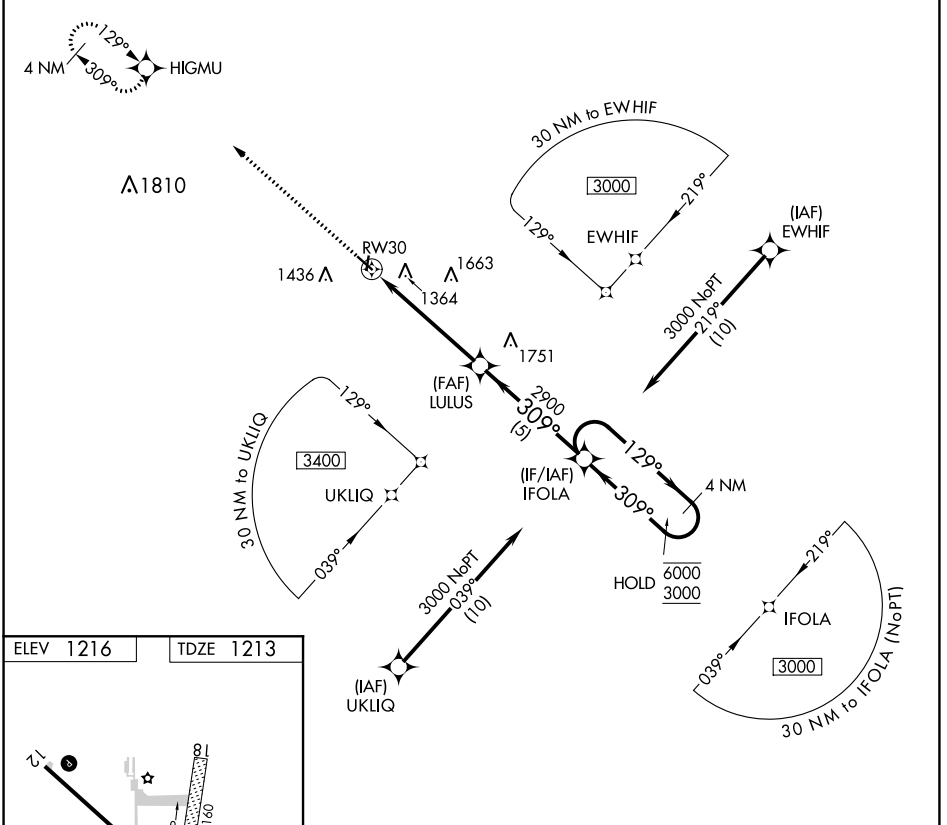 129°
4 NM
309°
HIGMU
30 NM to EWHIF
1810
3000
219°
(IAF)
EWHIF
EWHIF
129°
RW30
1436
1663
1364
3000 NoPT
219°
(10)
1751
(FAF)
LULUS
2900
309°
(5)
129°
30 NM to UKLIQ
3400
129°
(IF/IAF)
IFOLA
4 NM
UKLIQ
309°
039°
HOLD
6000
3000
219°
3000 NoPT
039°
(10)
IFOLA
039°
3000
30 NM to IFOLA (NoPT)
ELEV 1216
TDZE 1213
(IAF)
UKLIQ
12
P
18
160